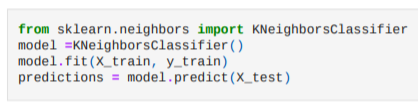 from sklearn.neighbors import KNeighborsClassifier
model =KNeighborsClassifier()
model.fit(X_train, y_train)
predictions = model.predict(X_test)